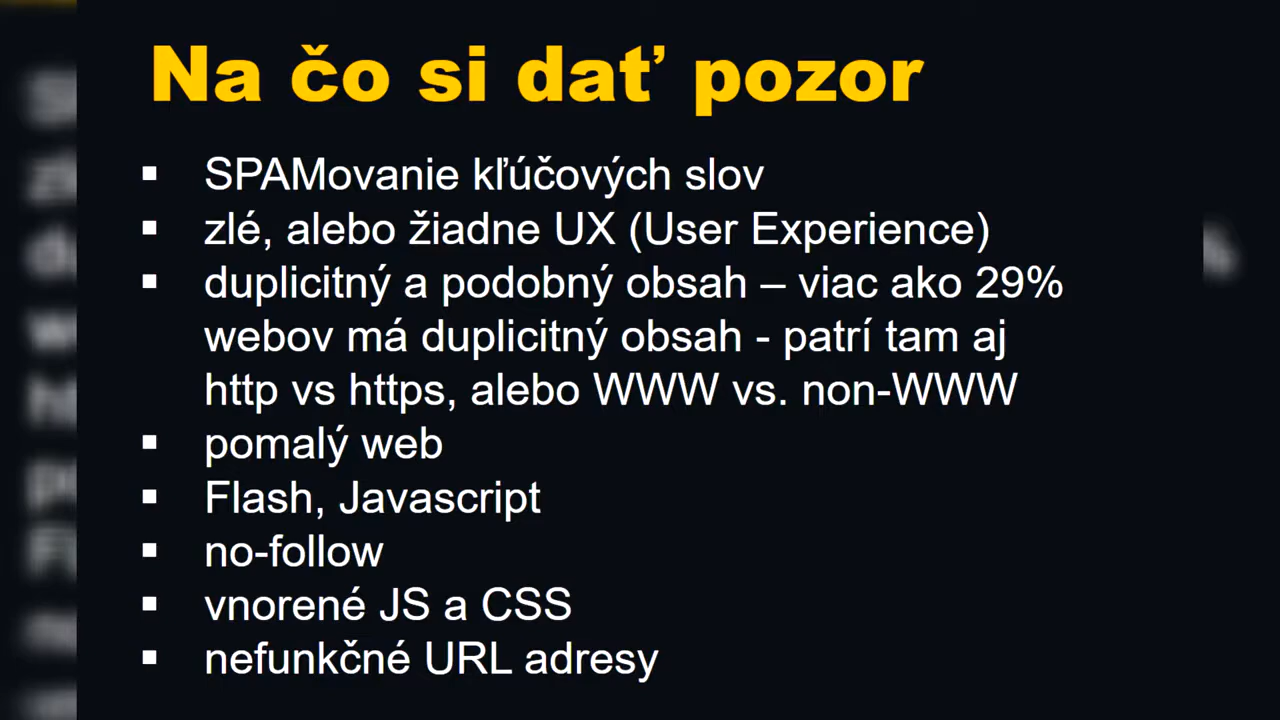 Na čo si dať pozor
▪ SPAMovanie kľúčových slov
▪ zlé, alebo žiadne UX (User Experience)
▪ duplicitný a podobný obsah – viac ako 29%
webov má duplicitný obsah - patrí tam aj
http vs https, alebo WWW vs. non-WWW
▪ pomalý web
▪ Flash, Javascript
▪ no-follow
▪ vnorené JS a CSS
▪ nefunkčné URL adresy